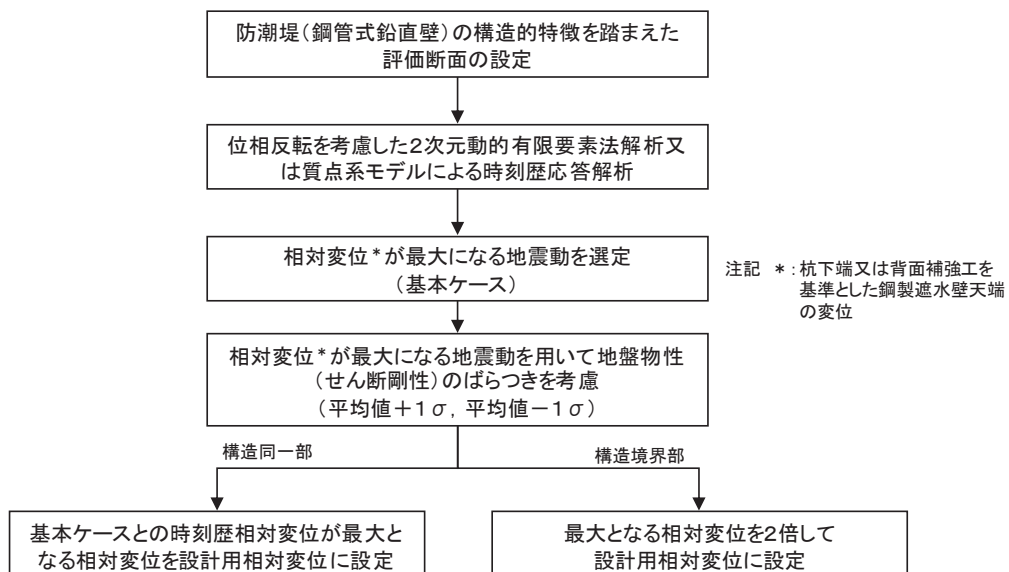 防潮堤(鋼管式鉛直壁)の構造的特徴を踏まえた
評価断面の設定
位相反転を考慮した2次元動的有限要素法解析又
は質点系モデルによる時刻歴応答解析
相対変位*が最大になる地震動を選定
(基本ケース)
注記 *:杭下端又は背面補強工を
基準とした鋼製遮水壁天端
の変位
相対変位*が最大になる地震動を用いて地盤物性
(せん断剛性)のばらつきを考慮
(平均値+1σ,平均値-1σ)
構造同一部
構造境界部
基本ケースとの時刻歴相対変位が最大と
なる相対変位を設計用相対変位に設定
最大となる相対変位を2倍して
設計用相対変位に設定